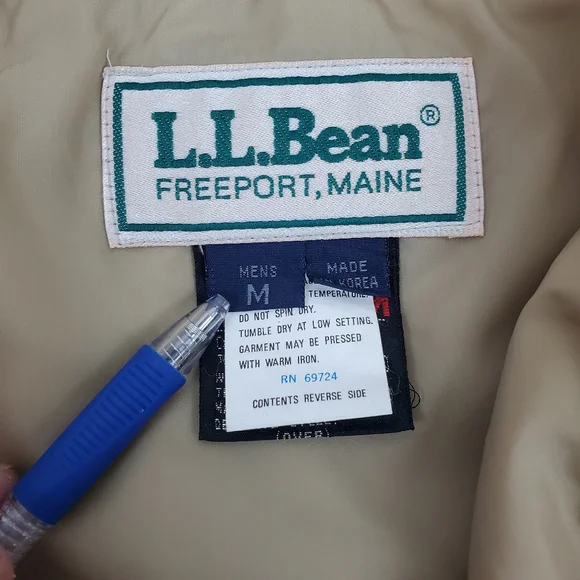 L.L.Bean®
FREEPORT, MAINE
MENS
M
MADE
KOREA
TEMPERATURE.
DO NOT SPIN DRY.
TUMBLE DRY AT LOW SETTING.
GARMENT MAY BE PRESSED
WITH WARM IRON.
RN 69724
CONTENTS REVERSE SIDE
(OVER)